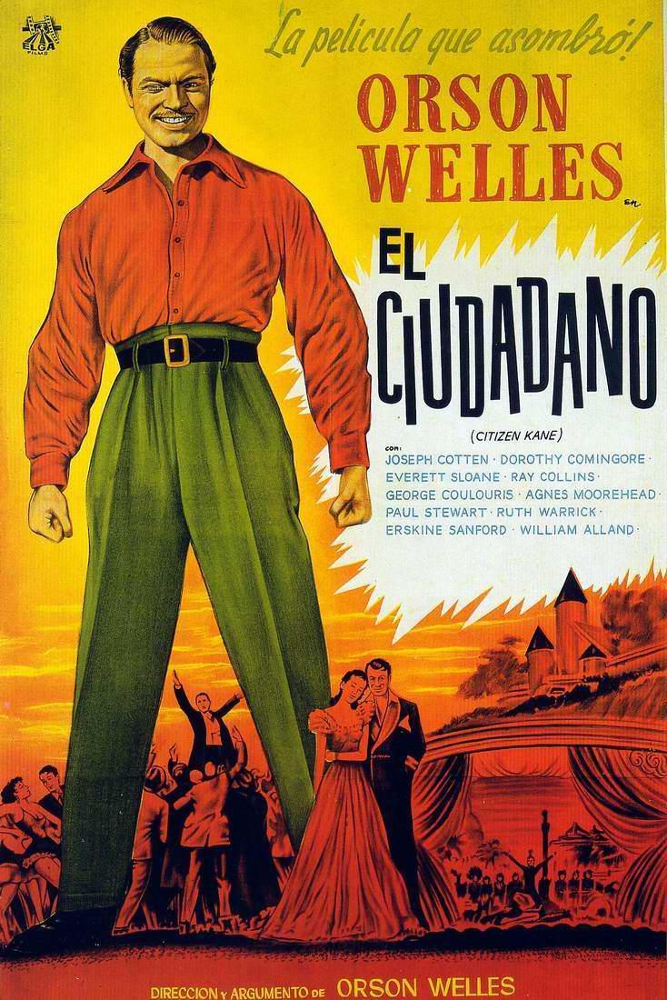 ELGA
FILMS
La pelicula que asombró!
ORSON
WELLES
en
EL
CIUDADANO
(CITIZEN KANE)
con:
JOSEPH COTTEN · DOROTHY COMINGORE ·
EVERETT SLOANE · RAY COLLINS ·
GEORGE COULOURIS · AGNES MOOREHEAD ·
PAUL STEWART · RUTH WARRICK ·
ERSKINE SANFORD · WILLIAM ALLAND ·
DIRECCION Y ARGUMENTO DE ORSON WELLES